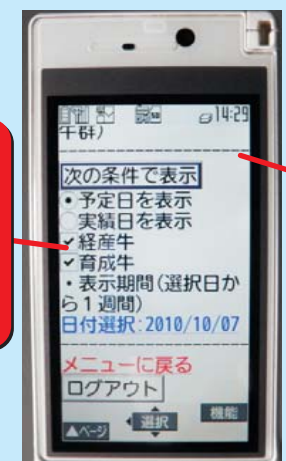 14:29
牛群)
次の条件で表示
予定日を表示
実績日を表示
経産牛
育成牛
・表示期間(選択日か
ら1週間)
日付選択:2010/10/07
メニューに戻る
ログアウト
機能
▲ページ 選択